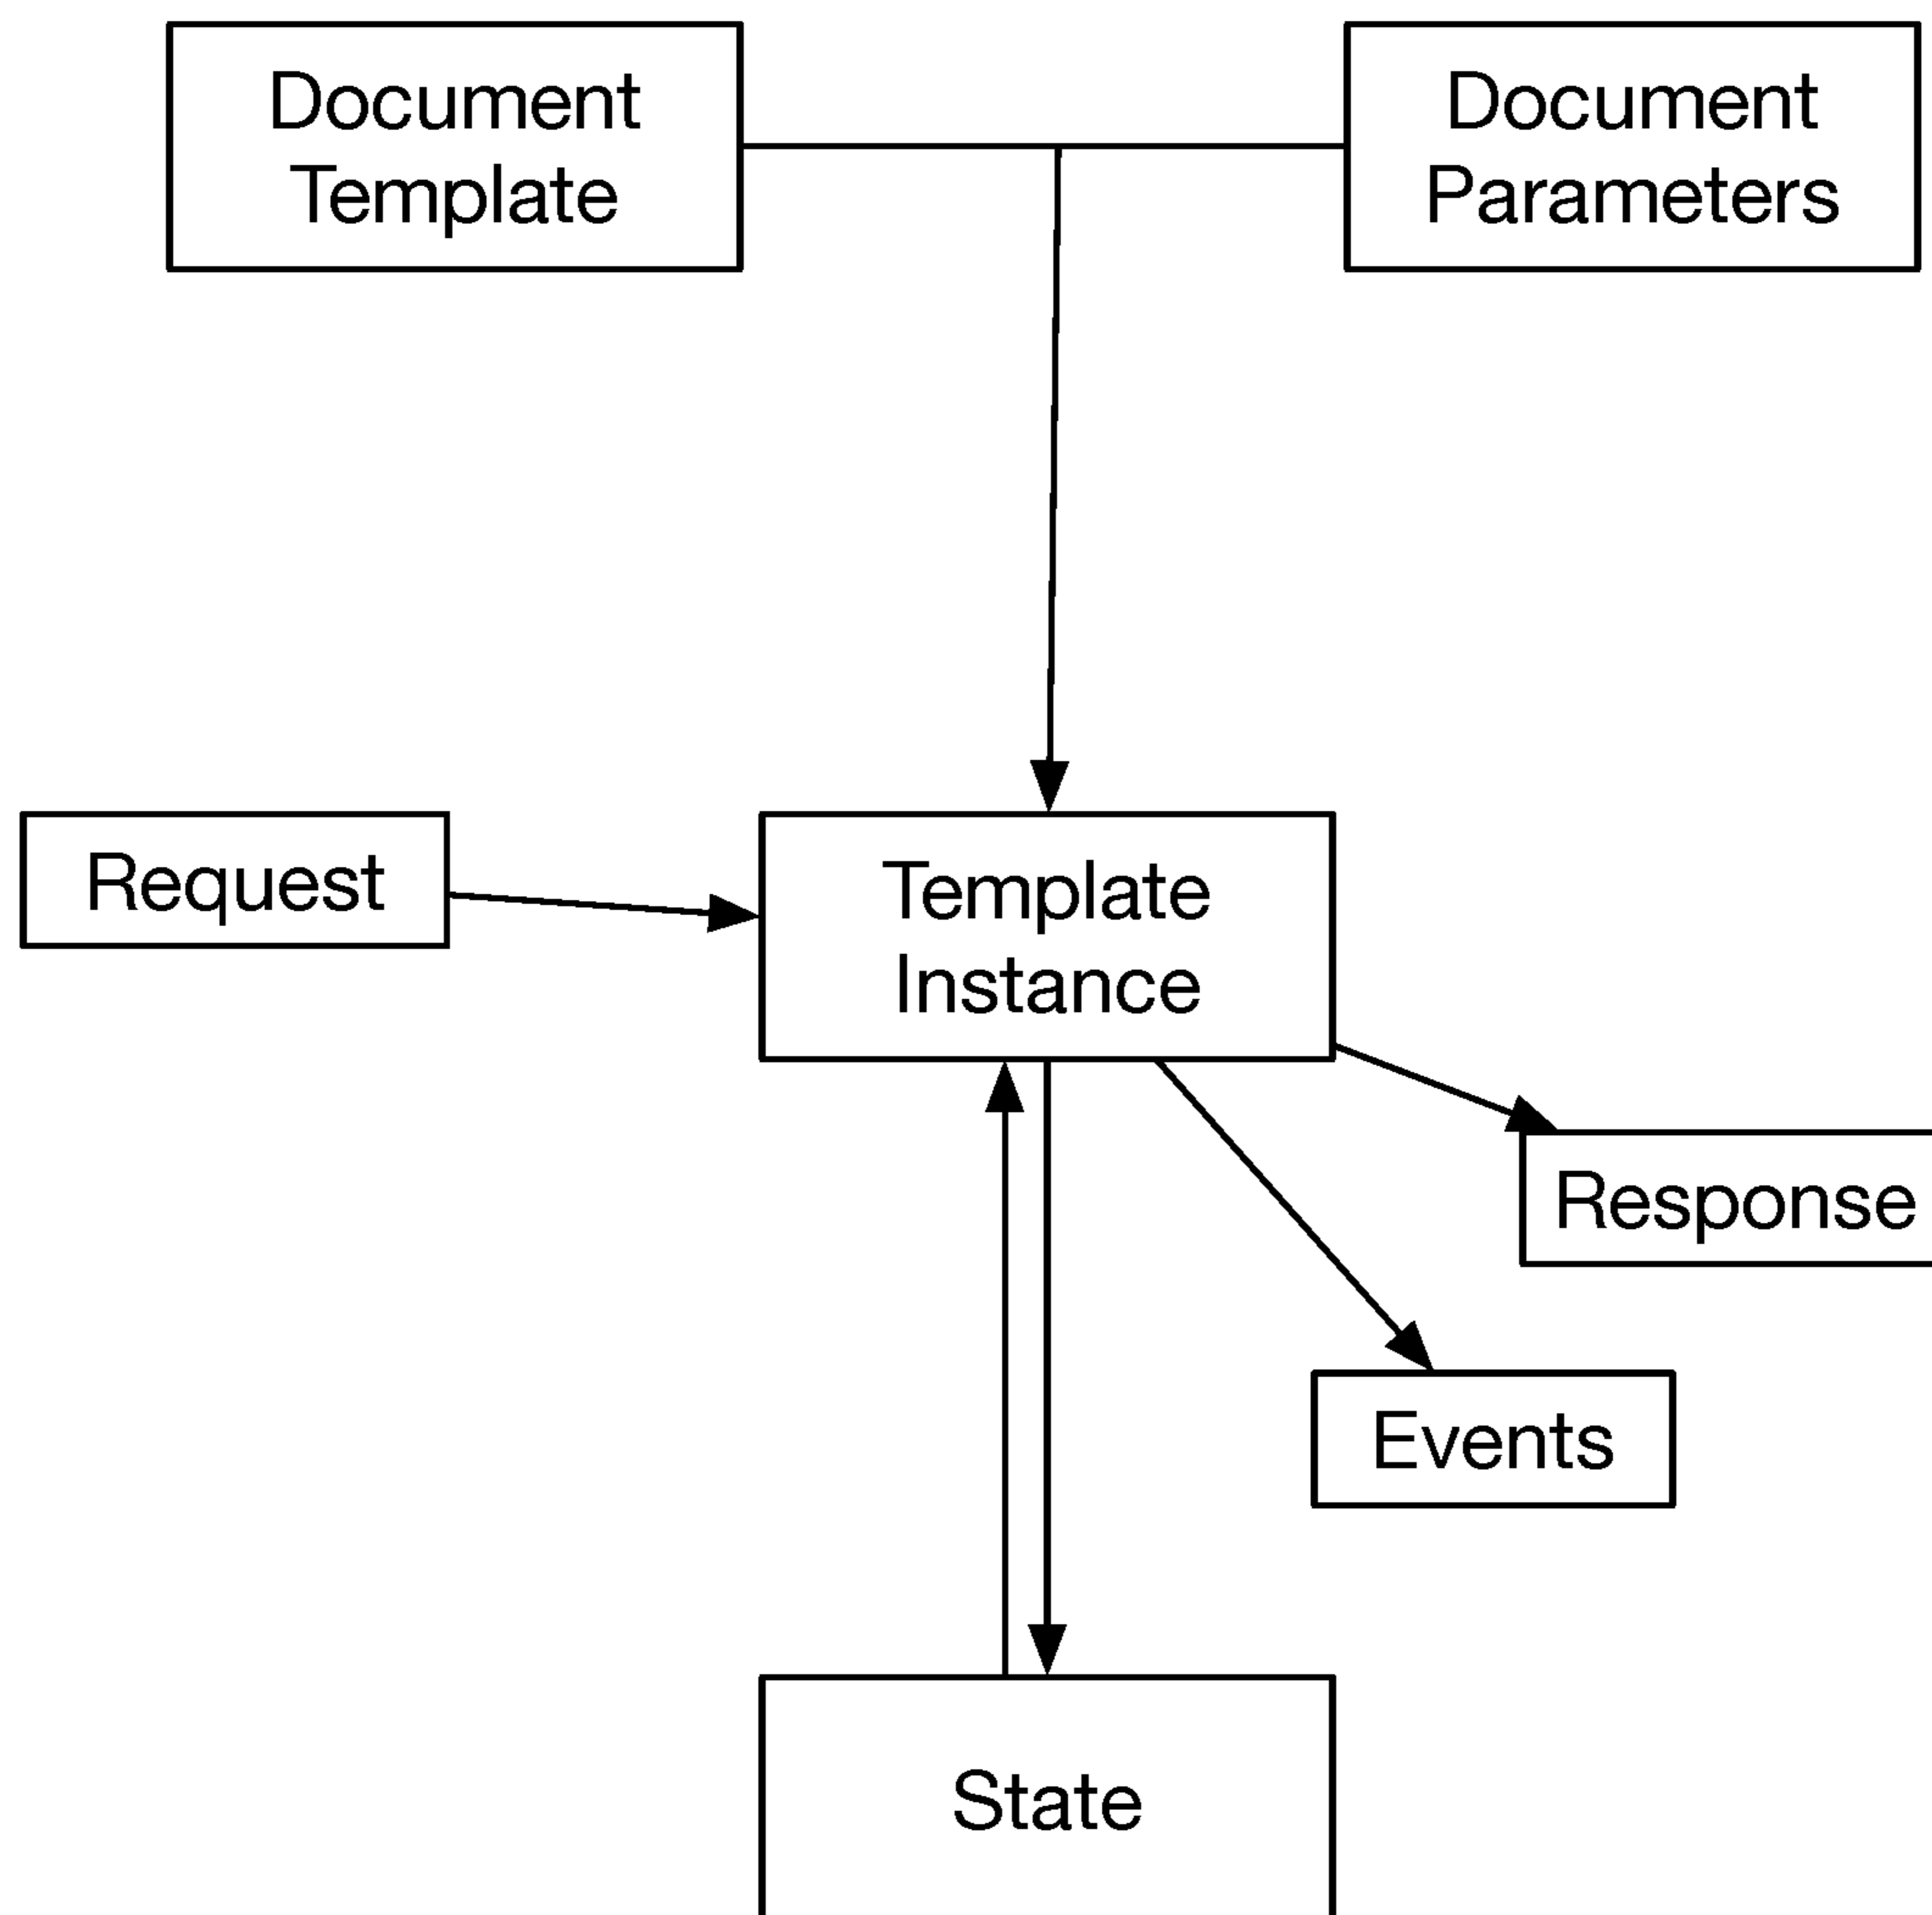 Document
Template
Document
Parameters
Request
Template
Instance
Response
Events
State